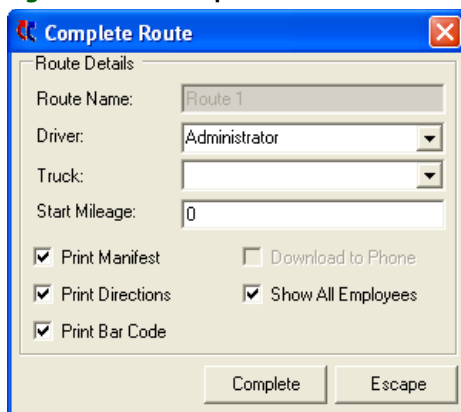 Complete Route
Route Details
Route Name: Route 1
Driver: Administrator
Truck:
Start Mileage: 0
Print Manifest Download to Phone
Print Directions Show All Employees
Print Bar Code
Complete Escape